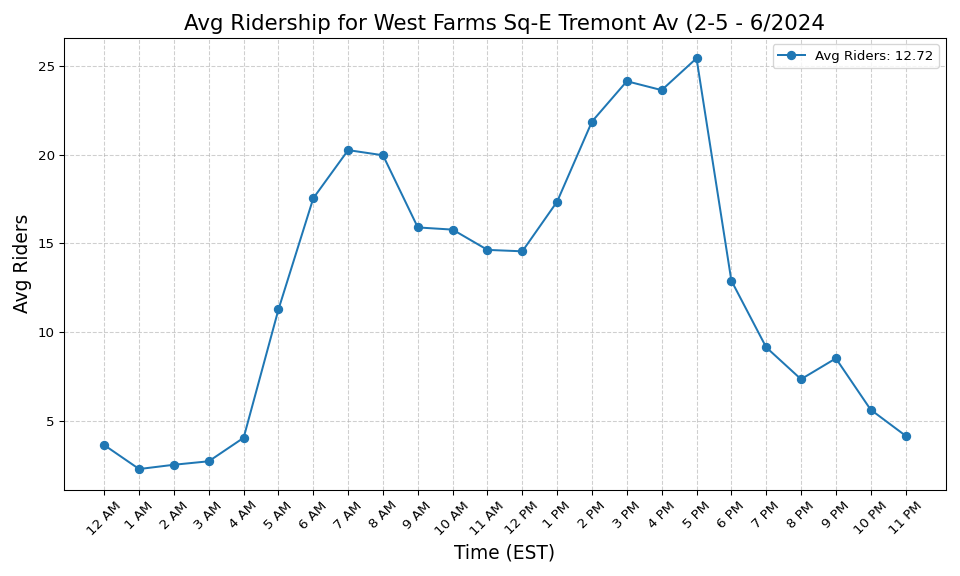 Avg Ridership for West Farms Sq-E Tremont Av (2-5 - 6/2024
Avg Riders: 12.72
Avg Riders
25
20
15
10
5
12 AM 1 AM 2 AM 3 AM 4 AM 5 AM 6 AM 7 AM 8 AM 9 AM 10 AM 11 AM 12 PM 1 PM 2 PM 3 PM 4 PM 5 PM 6 PM 7 PM 8 PM 9 PM 10 PM 11 PM
Time (EST)